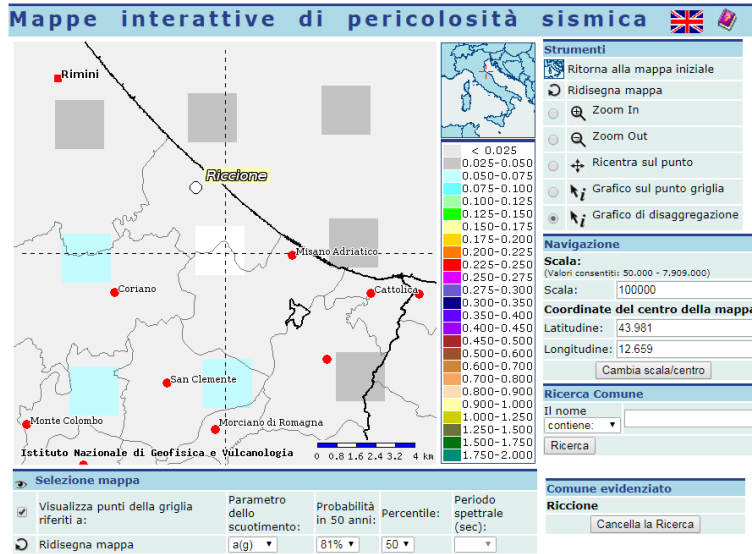 Mappe interattive di pericolosità sismica
Rimini
Riccione
Misano Adriatico
Coriano
Cattolica
San Clemente
Monte Colombo
Morciano di Romagna
Istituto Nazionale di Geofisica e Vulcanologia
0 0.8 1.6 2.4 3.2 4 km
< 0.025
0.025-0.050
0.050-0.075
0.075-0.100
0.100-0.125
0.125-0.150
0.150-0.175
0.175-0.200
0.200-0.225
0.225-0.250
0.250-0.275
0.275-0.300
0.300-0.350
0.350-0.400
0.400-0.450
0.450-0.500
0.500-0.600
0.600-0.700
0.700-0.800
0.800-0.900
0.900-1.000
1.000-1.250
1.250-1.500
1.500-1.750
1.750-2.000
Strumenti
Ritorna alla mappa iniziale
Ridisegna mappa
Zoom In
Zoom Out
Ricentra sul punto
Grafico sul punto griglia
Grafico di disaggregazione
Navigazione
Scala:
(Valori consentiti: 50.000 - 7.909.000)
Scala: 100000
Coordinate del centro della mappa
Latitudine: 43.981
Longitudine: 12.659
Cambia scala/centro
Ricerca Comune
Il nome
contiene:
Ricerca
Comune evidenziato
Riccione
Cancella la Ricerca
Selezione mappa
Visualizza punti della griglia
riferiti a:
Parametro
dello
scuotimento:
Probabilità
in 50 anni:
Percentile:
Periodo
spettrale
(sec):
Ridisegna mappa
a(g) 81% 50